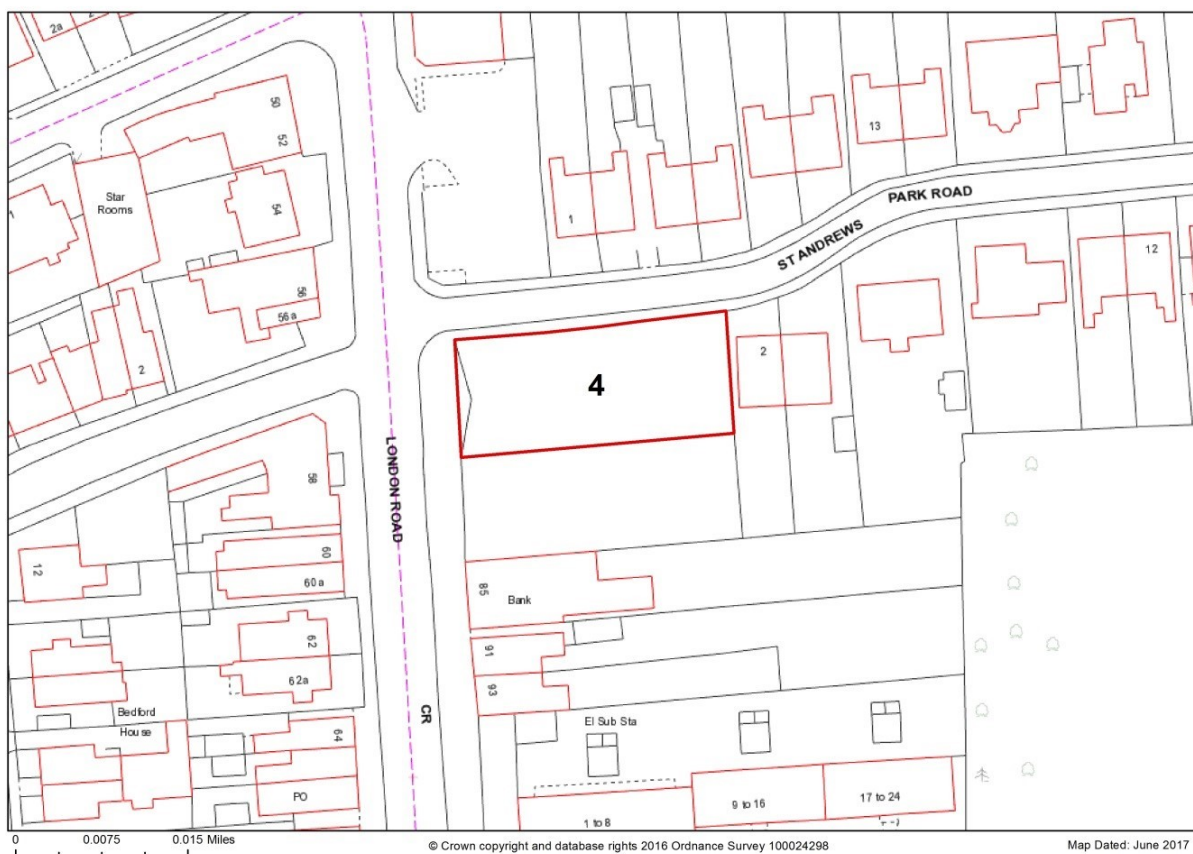 2a
2
50
52
Star
Rooms
54
1
56
56a
2
1
13
PARK ROAD
ST ANDREWS
12
2
4
LONDON ROAD
58
12
60
60a
85
Bank
62
62a
91
93
Bedford
House
CR
El Sub Sta
64
PO
9 to 16
17 to 24
1 to 8
0 0.0075 0.015 Miles
© Crown copyright and database rights 2016 Ordnance Survey 100024298
Map Dated: June 2017